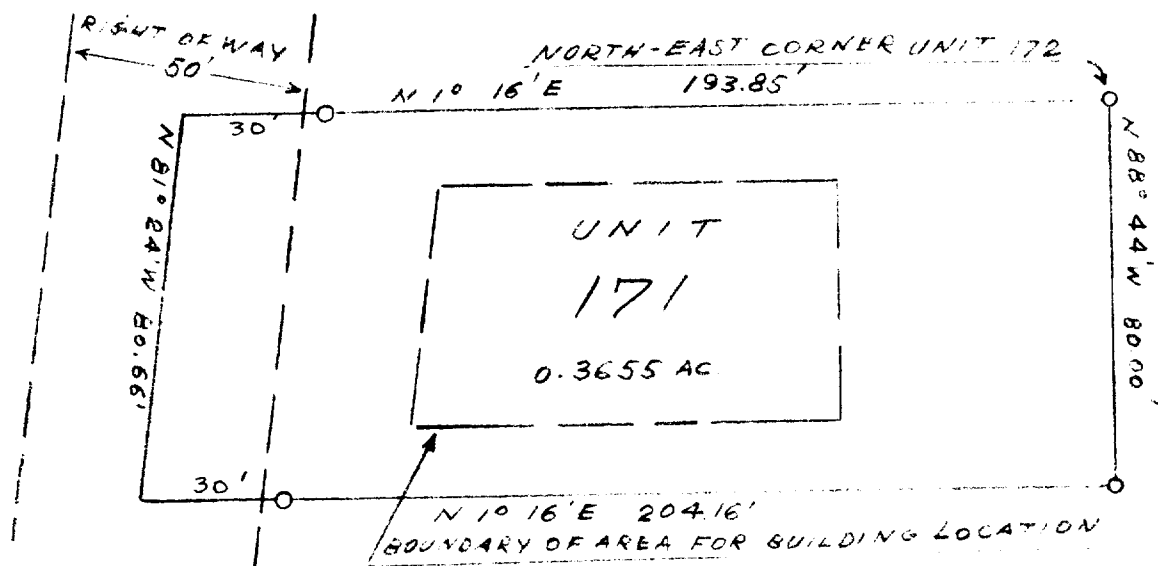 RIGHT OF WAY
50'
NORTH-EAST CORNER UNIT 172
N 1° 16' E 193.85'
30'
N 81° 24' W 80.66'
N 88° 44' W 80.00'
UNIT
171
0.3655 AC.
30'
N 1° 16' E 204.16'
BOUNDARY OF AREA FOR BUILDING LOCATION